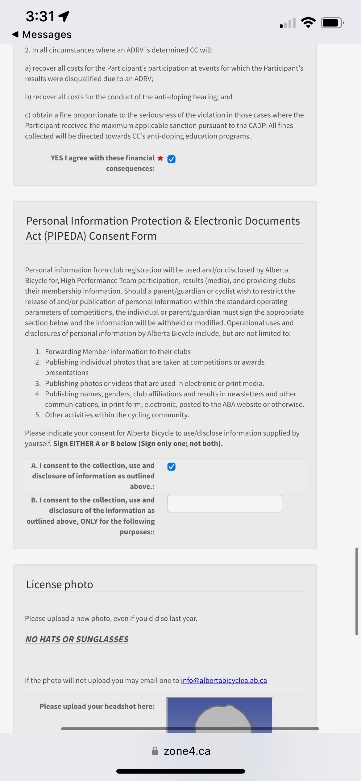 3:31
Messages
2. In all circumstances where an ADRV is determined CC will:
a) recover all costs for the Participant's participation at events for which the Participant's
results were disqualified due to an ADRV;
b) recover all costs for the conduct of the anti-doping hearing; and
c) obtain a fine proportionate to the seriousness of the violation in those cases where the
Participant received the maximum applicable sanction pursuant to the CADP. All fines
collected will be directed towards CC's anti-doping education programs.
YES I agree with these financial
consequences:
Personal Information Protection & Electronic Documents
Act (PIPEDA) Consent Form
Personal information from club registration will be used and/or disclosed by Alberta
Bicycle for, High Performance Team participation, results (media), and providing clubs
their membership information. Should a parent/guardian or cyclist wish to restrict the
release of and/or publication of personal information within the standard operating
parameters of competitions, the individual or parent/guardian must sign the appropriate
section below and the information will be withheld or modified. Operational uses and
disclosures of personal information by Alberta Bicycle include, but are not limited to:
1. Forwarding Member information to their clubs
2. Publishing individual photos that are taken at competitions or awards
presentations
3. Publishing photos or videos that are used in electronic or print media.
4. Publishing names, genders, club affiliations and results in newsletters and other
communications, in print form, electronic, posted to the ABA website or otherwise.
5. Other activities within the cycling community.
Please indicate your consent for Alberta Bicycle to use/disclose information supplied by
yourself. Sign EITHER A or B below (Sign only one; not both).
A. I consent to the collection, use and
disclosure of information as outlined
above.:
B. I consent to the collection, use and
disclosure of the information as
outlined above, ONLY for the following
purposes::
License photo
Please upload a new photo, even if you did so last year.
NO HATS OR SUNGLASSES
If the photo will not upload you may email one to info@albertabicyclea.ab.ca
Please upload your headshot here:
zone4.ca